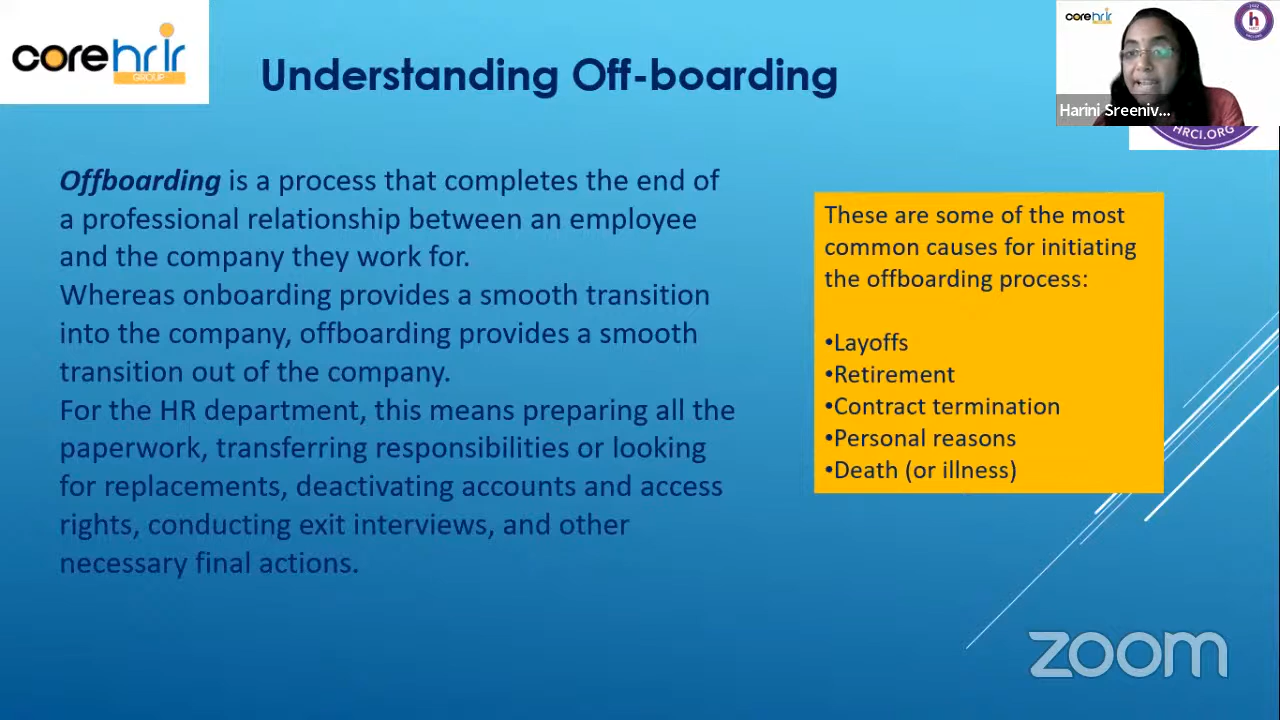 corehrir
GROUP
Understanding Off-boarding
corehrir
h
HRCI
Harini Sreeniv...
HRCI.ORG
Offboarding is a process that completes the end of
a professional relationship between an employee
and the company they work for.
Whereas onboarding provides a smooth transition
into the company, offboarding provides a smooth
transition out of the company.
For the HR department, this means preparing all the
paperwork, transferring responsibilities or looking
for replacements, deactivating accounts and access
rights, conducting exit interviews, and other
necessary final actions.
These are some of the most
common causes for initiating
the offboarding process:
•Layoffs
•Retirement
•Contract termination
•Personal reasons
•Death (or illness)
zoom